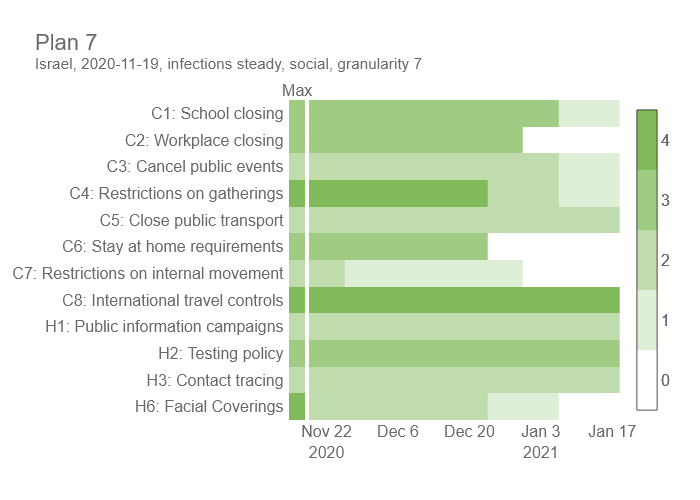 Plan 7
Israel, 2020-11-19, infections steady, social, granularity 7
Max
C1: School closing
C2: Workplace closing
C3: Cancel public events
C4: Restrictions on gatherings
C5: Close public transport
C6: Stay at home requirements
C7: Restrictions on internal movement
C8: International travel controls
H1: Public information campaigns
H2: Testing policy
H3: Contact tracing
H6: Facial Coverings
Nov 22 Dec 6 Dec 20 Jan 3 Jan 17
2020 2021
4
3
2
1
0